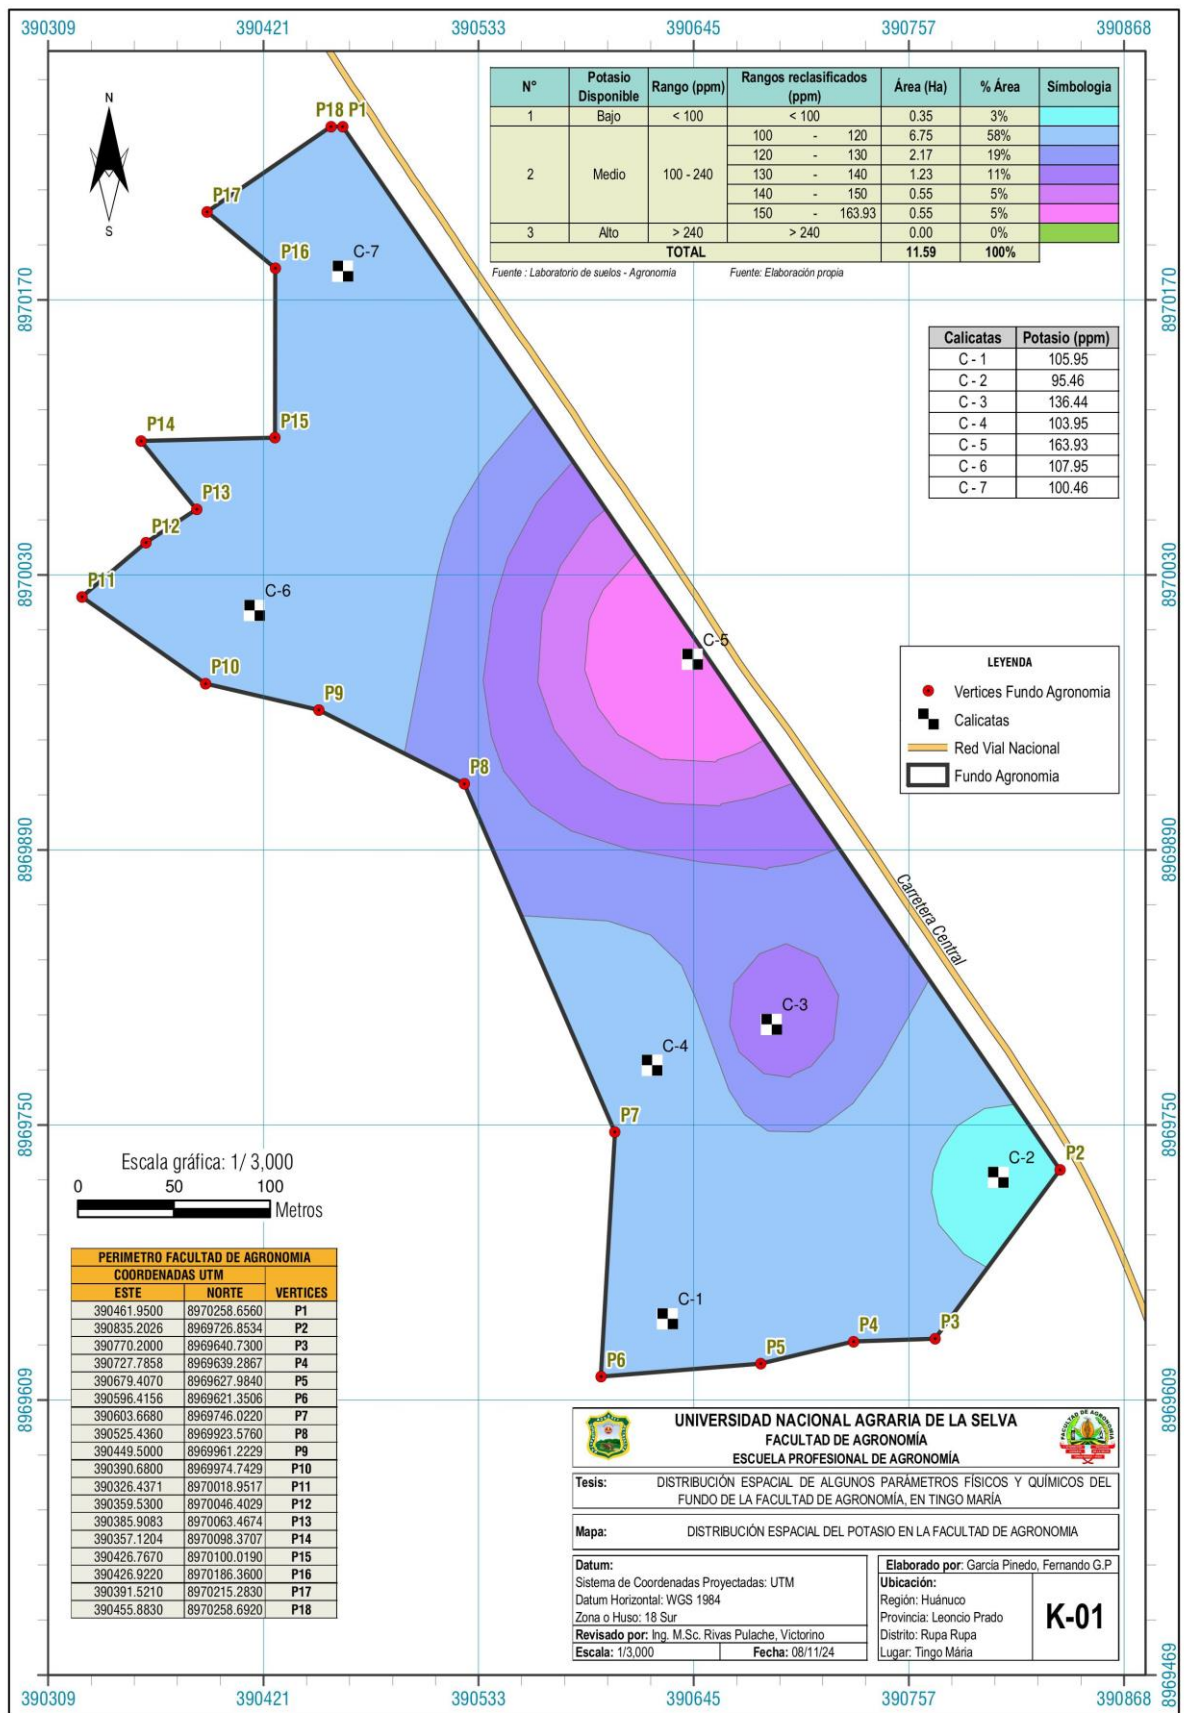 390309 390421 390533 390645 390757 390868
N
S
N° Potasio Disponible Rango (ppm) Rangos reclasificados (ppm) Área (Ha) % Área Símbologia
1 Bajo < 100 < 100 0.35 3%
2 Medio 100 - 240 100 - 120 6.75 58%
120 - 130 2.17 19%
130 - 140 1.23 11%
140 - 150 0.55 5%
150 - 163.93 0.55 5%
3 Alto > 240 > 240 0.00 0%
TOTAL 11.59 100%
Fuente : Laboratorio de suelos - Agronomia Fuente: Elaboración propia
P18 P1
P17
P16
C-7
8970170 8970170
Calicatas Potasio (ppm)
C - 1 105.95
C - 2 95.46
C - 3 136.44
C - 4 103.95
C - 5 163.93
C - 6 107.95
C - 7 100.46
P15
P14
P13
P12
8970030 8970030
P11
C-6
C-5
P10
P9
LEYENDA
Vertices Fundo Agronomia
Calicatas
Red Vial Nacional
Fundo Agronomia
P8
8969890 8969890
Carretera Central
C-3
C-4
P7
8969750 8969750
P2
C-2
Escala gráfica: 1/ 3,000
0 50 100
Metros
C-1
P3
P4
P5
P6
8969609 8969609
PERIMETRO FACULTAD DE AGRONOMIA
COORDENADAS UTM
ESTE NORTE VERTICES
390461.9500 8970258.6560 P1
390835.2026 8969726.8534 P2
390770.2000 8969640.7300 P3
390727.7858 8969639.2867 P4
390679.4070 8969627.9840 P5
390596.4156 8969621.3506 P6
390603.6680 8969746.0220 P7
390525.4360 8969923.5760 P8
390449.5000 8969961.2229 P9
390390.6800 8969974.7429 P10
390326.4371 8970018.9517 P11
390359.5300 8970046.4029 P12
390385.9083 8970063.4674 P13
390357.1204 8970098.3707 P14
390426.7670 8970100.0190 P15
390426.9220 8970186.3600 P16
390391.5210 8970215.2830 P17
390455.8830 8970258.6920 P18
UNIVERSIDAD NACIONAL AGRARIA DE LA SELVA
FACULTAD DE AGRONOMÍA
ESCUELA PROFESIONAL DE AGRONOMÍA
Tesis: DISTRIBUCIÓN ESPACIAL DE ALGUNOS PARÁMETROS FÍSICOS Y QUÍMICOS DEL
FUNDO DE LA FACULTAD DE AGRONOMÍA, EN TINGO MARÍA
Mapa: DISTRIBUCIÓN ESPACIAL DEL POTASIO EN LA FACULTAD DE AGRONOMIA
Datum:
Sistema de Coordenadas Proyectadas: UTM
Datum Horizontal: WGS 1984
Zona o Huso: 18 Sur
Revisado por: Ing. M.Sc. Rivas Pulache, Victorino
Escala: 1/3,000 Fecha: 08/11/24
Elaborado por: García Pinedo, Fernando G.P
Ubicación:
Región: Huánuco
Provincia: Leoncio Prado
Distrito: Rupa Rupa
Lugar: Tingo Mária
K-01
8969469 8969469
390309 390421 390533 390645 390757 390868